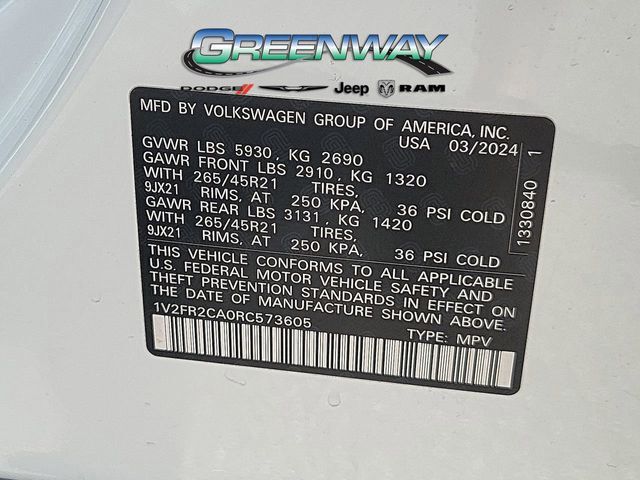 GREENWAY
DODGE Jeep RAM
MFD BY VOLKSWAGEN GROUP OF AMERICA, INC.
USA 03/2024
GVWR LBS 5930, KG 2690
GAWR FRONT LBS 2910, KG 1320
WITH 265/45R21 TIRES,
9JX21 RIMS, AT 250 KPA, 36 PSI COLD
GAWR REAR LBS 3131, KG 1420
WITH 265/45R21 TIRES,
9JX21 RIMS, AT 250 KPA, 36 PSI COLD
THIS VEHICLE CONFORMS TO ALL APPLICABLE
U.S. FEDERAL MOTOR VEHICLE SAFETY AND
THEFT PREVENTION STANDARDS IN EFFECT ON
THE DATE OF MANUFACTURE SHOWN ABOVE.
1V2FR2CA0RC573605
TYPE: MPV
1330840 1